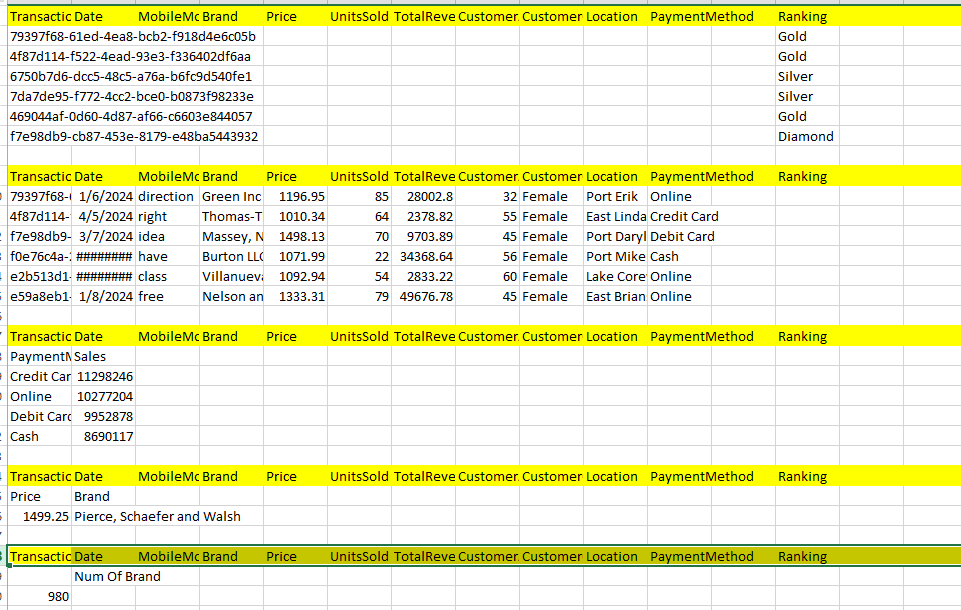 Transactic Date MobileMc Brand Price UnitsSold TotalReve Customer Customer Location PaymentMethod Ranking
79397f68-61ed-4ea8-bcb2-f918d4e6c05b Gold
4f87d114-f522-4ead-93e3-f336402df6aa Gold
6750b7d6-dcc5-48c5-a76a-b6fc9d540fe1 Silver
7da7de95-f772-4cc2-bce0-b0873f98233e Silver
469044af-0d60-4d87-af66-c6603e844057 Gold
f7e98db9-cb87-453e-8179-e48ba5443932 Diamond
Transactic Date MobileMc Brand Price UnitsSold TotalReve Customer Customer Location PaymentMethod Ranking
79397f68- 1/6/2024 direction Green Inc 1196.95 85 28002.8 32 Female Port Erik Online
4f87d114- 4/5/2024 right Thomas-T 1010.34 64 2378.82 55 Female East Linda Credit Card
f7e98db9- 3/7/2024 idea Massey, N 1498.13 70 9703.89 45 Female Port Daryl Debit Card
f0e76c4a- ######## have Burton LLC 1071.99 22 34368.64 56 Female Port Mike Cash
e2b513d1- ######## class Villanueva 1092.94 54 2833.22 60 Female Lake Core Online
e59a8eb1- 1/8/2024 free Nelson an 1333.31 79 49676.78 45 Female East Brian Online
Transactic Date MobileMc Brand Price UnitsSold TotalReve Customer Customer Location PaymentMethod Ranking
PaymentM Sales
Credit Car 11298246
Online 10277204
Debit Card 9952878
Cash 8690117
Transactic Date MobileMc Brand Price UnitsSold TotalReve Customer Customer Location PaymentMethod Ranking
Price Brand
1499.25 Pierce, Schaefer and Walsh
Transactic Date MobileMc Brand Price UnitsSold TotalReve Customer Customer Location PaymentMethod Ranking
Num Of Brand
980